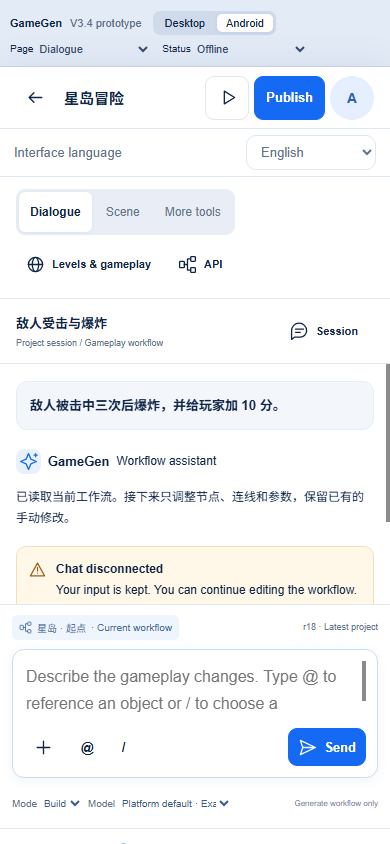 GameGen V3.4 prototype Desktop Android
Page Dialogue Status Offline
星岛冒险 Publish A
Interface language English
Dialogue Scene More tools
Levels & gameplay API
敌人受击与爆炸
Project session / Gameplay workflow
Session
敌人被击中三次后爆炸，并给玩家加 10 分。
GameGen Workflow assistant
已读取当前工作流。接下来只调整节点、连线和参数，保留已有的
手动修改。
Chat disconnected
Your input is kept. You can continue editing the workflow.
星岛 · 起点 · Current workflow r18 · Latest project
Describe the gameplay changes. Type @ to
reference an object or / to choose a
+ @ / Send
Mode Build Model Platform default · Exa Generate workflow only